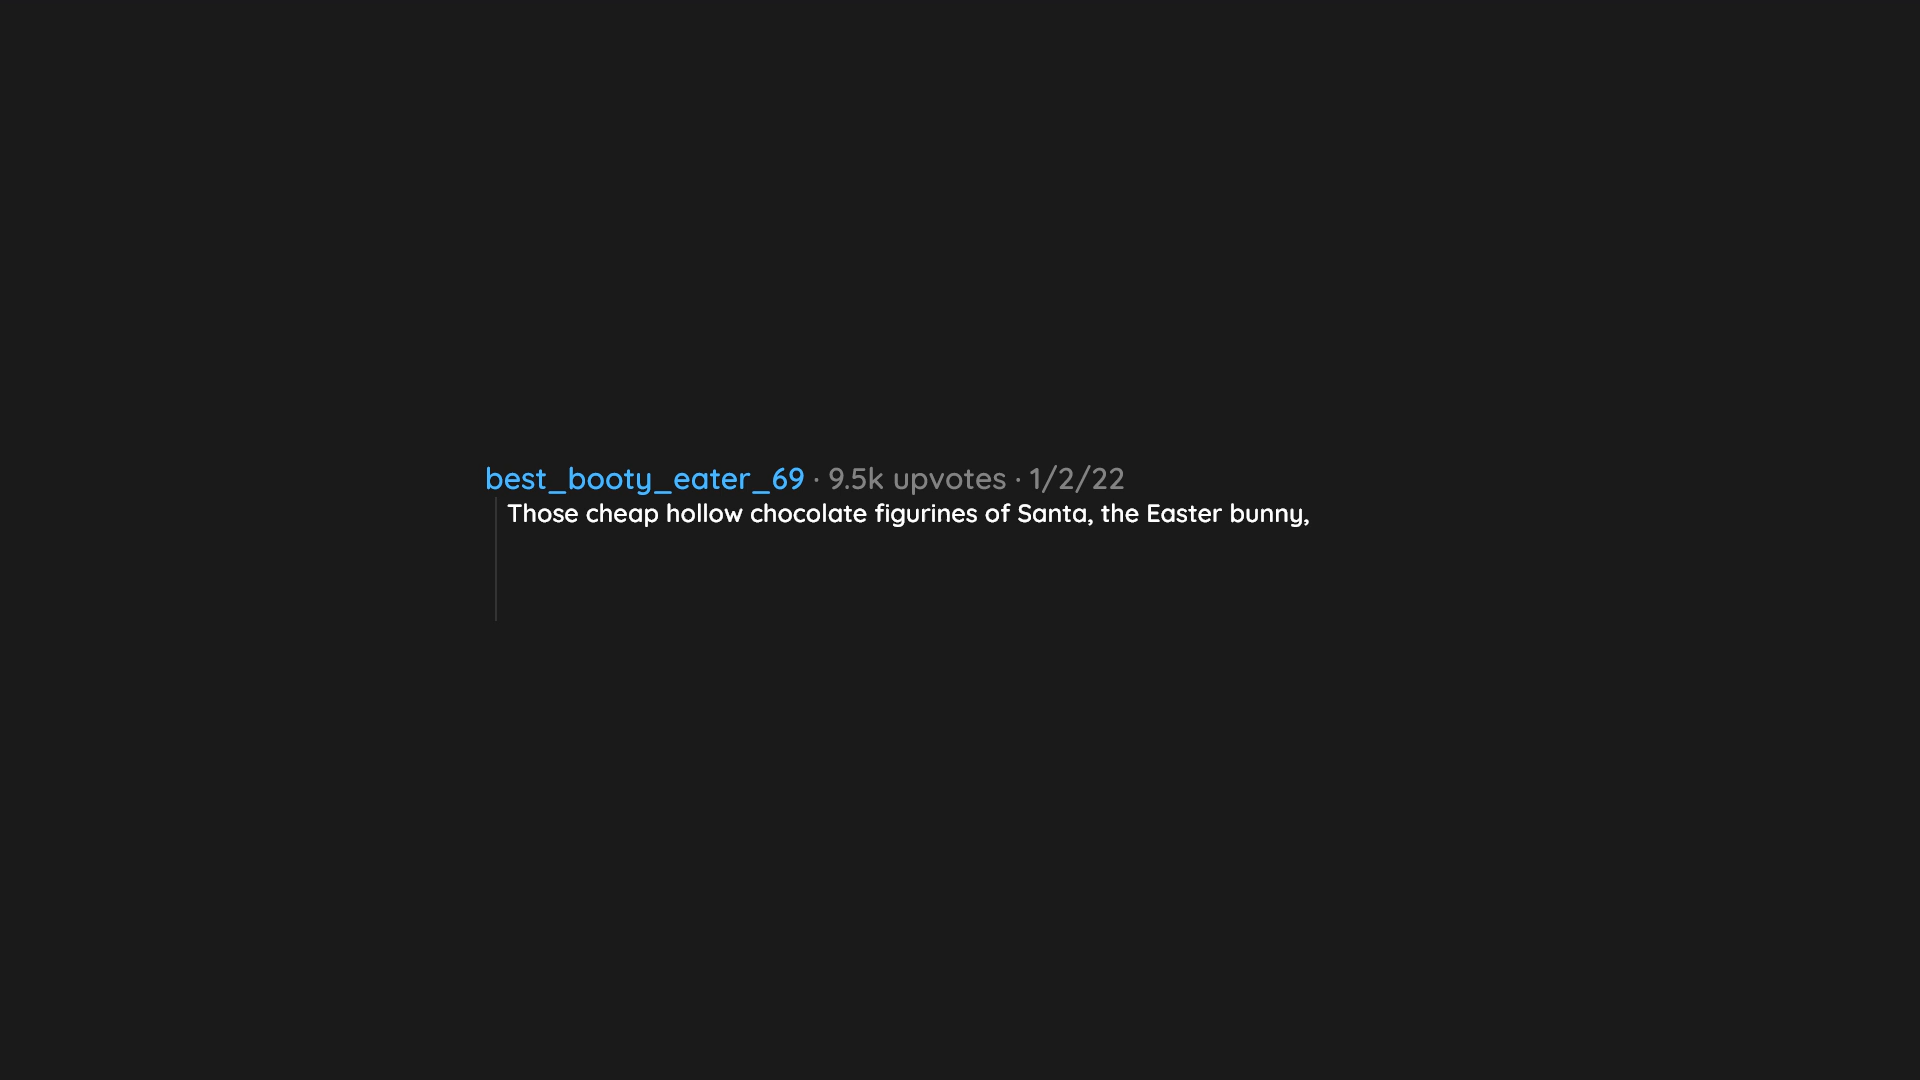 best_booty_eater_69 · 9.5k upvotes · 1/2/22
Those cheap hollow chocolate figurines of Santa, the Easter bunny,